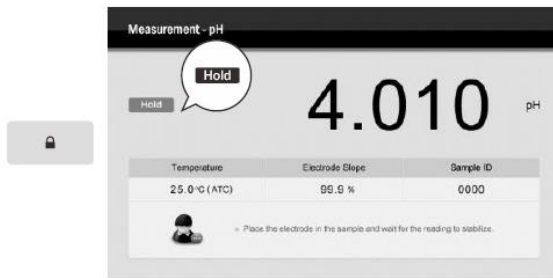 Measurement - pH
Hold
Hold
4.010 pH
Temperature Electrode Slope Sample ID
25.0 °C (ATC) 99.9 % 0000
Place the electrode in the sample and wait for the reading to stabilize.